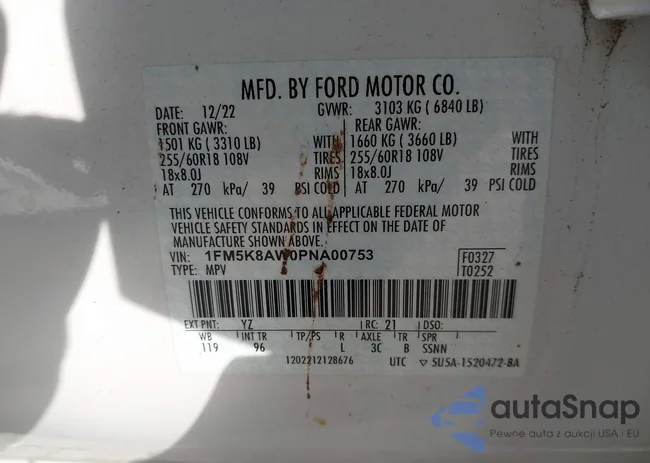 MFD. BY FORD MOTOR CO.
DATE: 12/22 GVWR: 3103 KG ( 6840 LB)
FRONT GAWR: REAR GAWR:
1501 KG ( 3310 LB) WITH 1660 KG ( 3660 LB) WITH
255/60R18 108V TIRES 255/60R18 108V TIRES
18x8.0J RIMS 18x8.0J RIMS
AT 270 kPa/ 39 PSI COLD AT 270 kPa/ 39 PSI COLD
THIS VEHICLE CONFORMS TO ALL APPLICABLE FEDERAL MOTOR
VEHICLE SAFETY STANDARDS IN EFFECT ON THE DATE OF
MANUFACTURE SHOWN ABOVE.
VIN: 1FM5K8AW0PNA00753 F0327
TYPE: MPV T0252
EXT PNT: YZ RC: 21 DSO:
WB INT TR TP/PS R AXLE TR SPR
119 96 L 3C B SSNN
1202212128676 UTC ▽ 5U5A-1520472-BA
autaSnap
Pewne auta z aukcji USA i EU